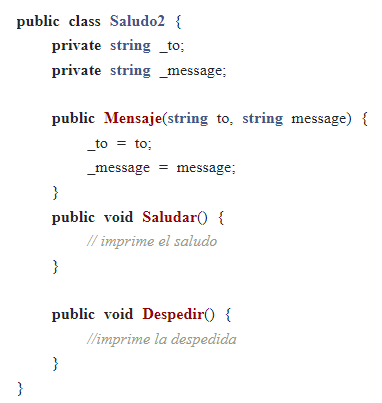 public class Saludo2 {
private string _to;
private string _message;
public Mensaje(string to, string message) {
_to = to;
_message = message;
}
public void Saludar() {
// imprime el saludo
}
public void Despedir() {
//imprime la despedida
}
}